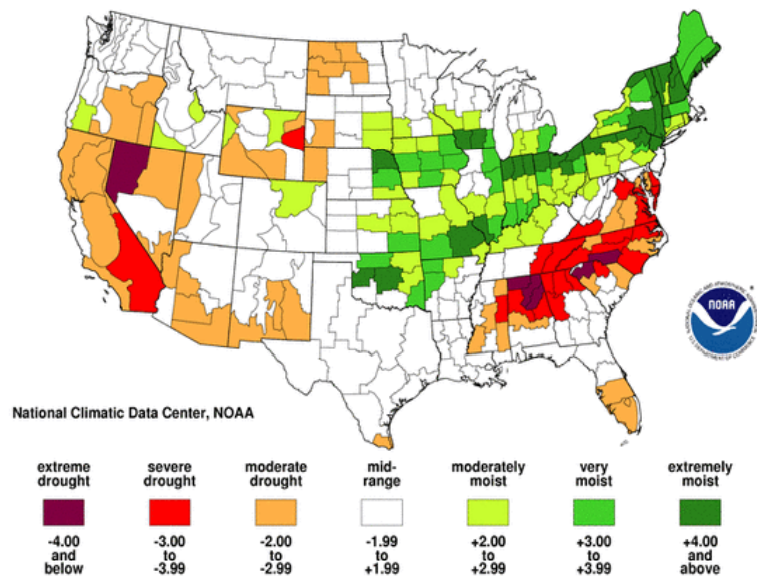 NOAA
National Climatic Data Center, NOAA
extreme drought
severe drought
moderate drought
mid-range
moderately moist
very moist
extremely moist
-4.00 and below
-3.00 to -3.99
-2.00 to -2.99
-1.99 to +1.99
+2.00 to +2.99
+3.00 to +3.99
+4.00 and above